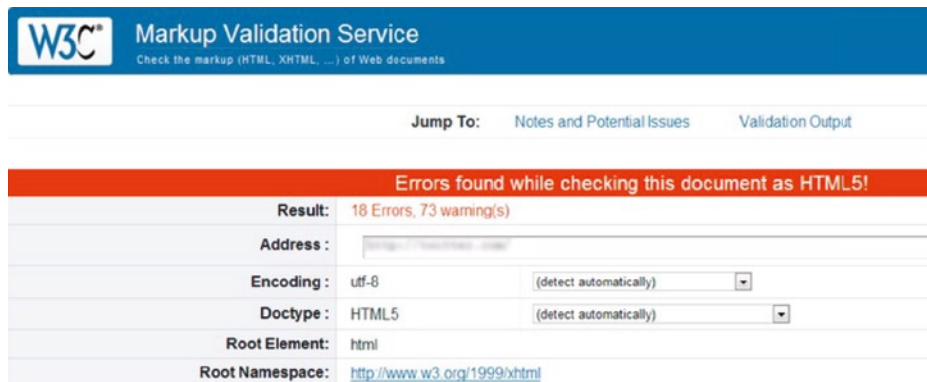 W3C® Markup Validation Service
Check the markup (HTML, XHTML, ...) of Web documents
Jump To: Notes and Potential Issues Validation Output
Errors found while checking this document as HTML5!
Result: 18 Errors, 73 warning(s)
Address :
Encoding : utf-8 (detect automatically)
Doctype : HTML5 (detect automatically)
Root Element: html
Root Namespace: http://www.w3.org/1999/xhtml